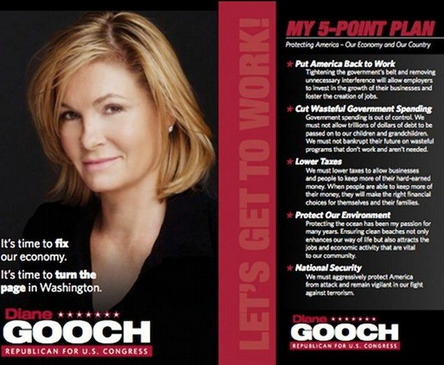 It's time to fix
our economy.
It's time to turn the
page in Washington.
Diane
GOOCH
REPUBLICAN FOR U.S. CONGRESS
LET'S GET TO WORK!
MY 5-POINT PLAN
Protecting America – Our Economy and Our Country
Put America Back to Work
Tightening the government's belt and removing
unnecessary interference will allow employers
to invest in the growth of their businesses and
foster the creation of jobs.
Cut Wasteful Government Spending
Government spending is out of control. We
must not allow trillions of dollars of debt to be
passed on to our children and grandchildren.
We must not bankrupt their future on wasteful
programs that don't work and aren't needed.
Lower Taxes
We must lower taxes to allow businesses
and people to keep more of their hard-earned
money. When people are able to keep more of
their money, they will make the right financial
choices for themselves and their families.
Protect Our Environment
Protecting the ocean has been my passion for
many years. Ensuring clean beaches not only
enhances our way of life but also attracts the
jobs and economic activity that are vital
to our community.
National Security
We must aggressively protect America
from attack and remain vigilant in our fight
against terrorism.
Diane
GOOCH
REPUBLICAN FOR U.S. CONGRESS